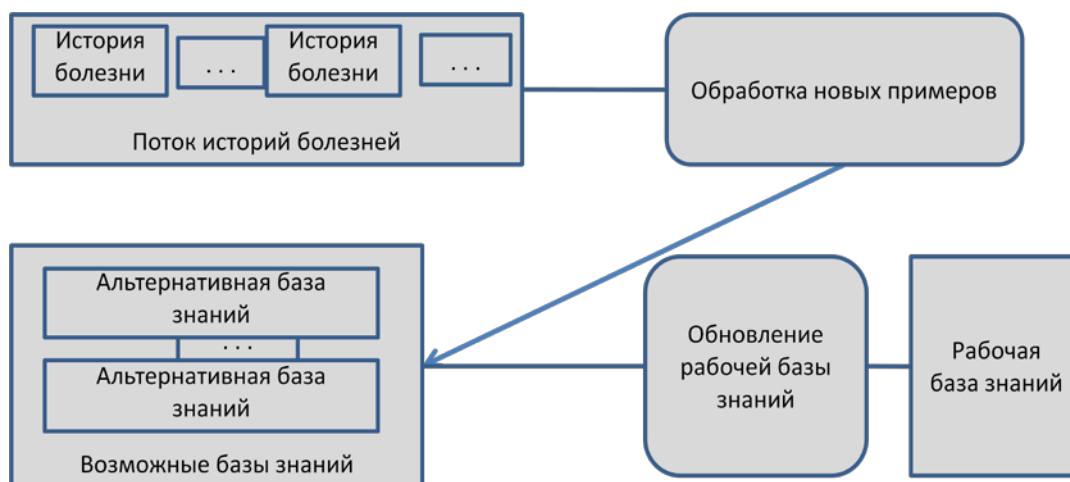 История
болезни
. . .
История
болезни
. . .
Поток историй болезней
Обработка новых примеров
Альтернативная база
знаний
. . .
Альтернативная база
знаний
Возможные базы знаний
Обновление
рабочей базы
знаний
Рабочая
база знаний